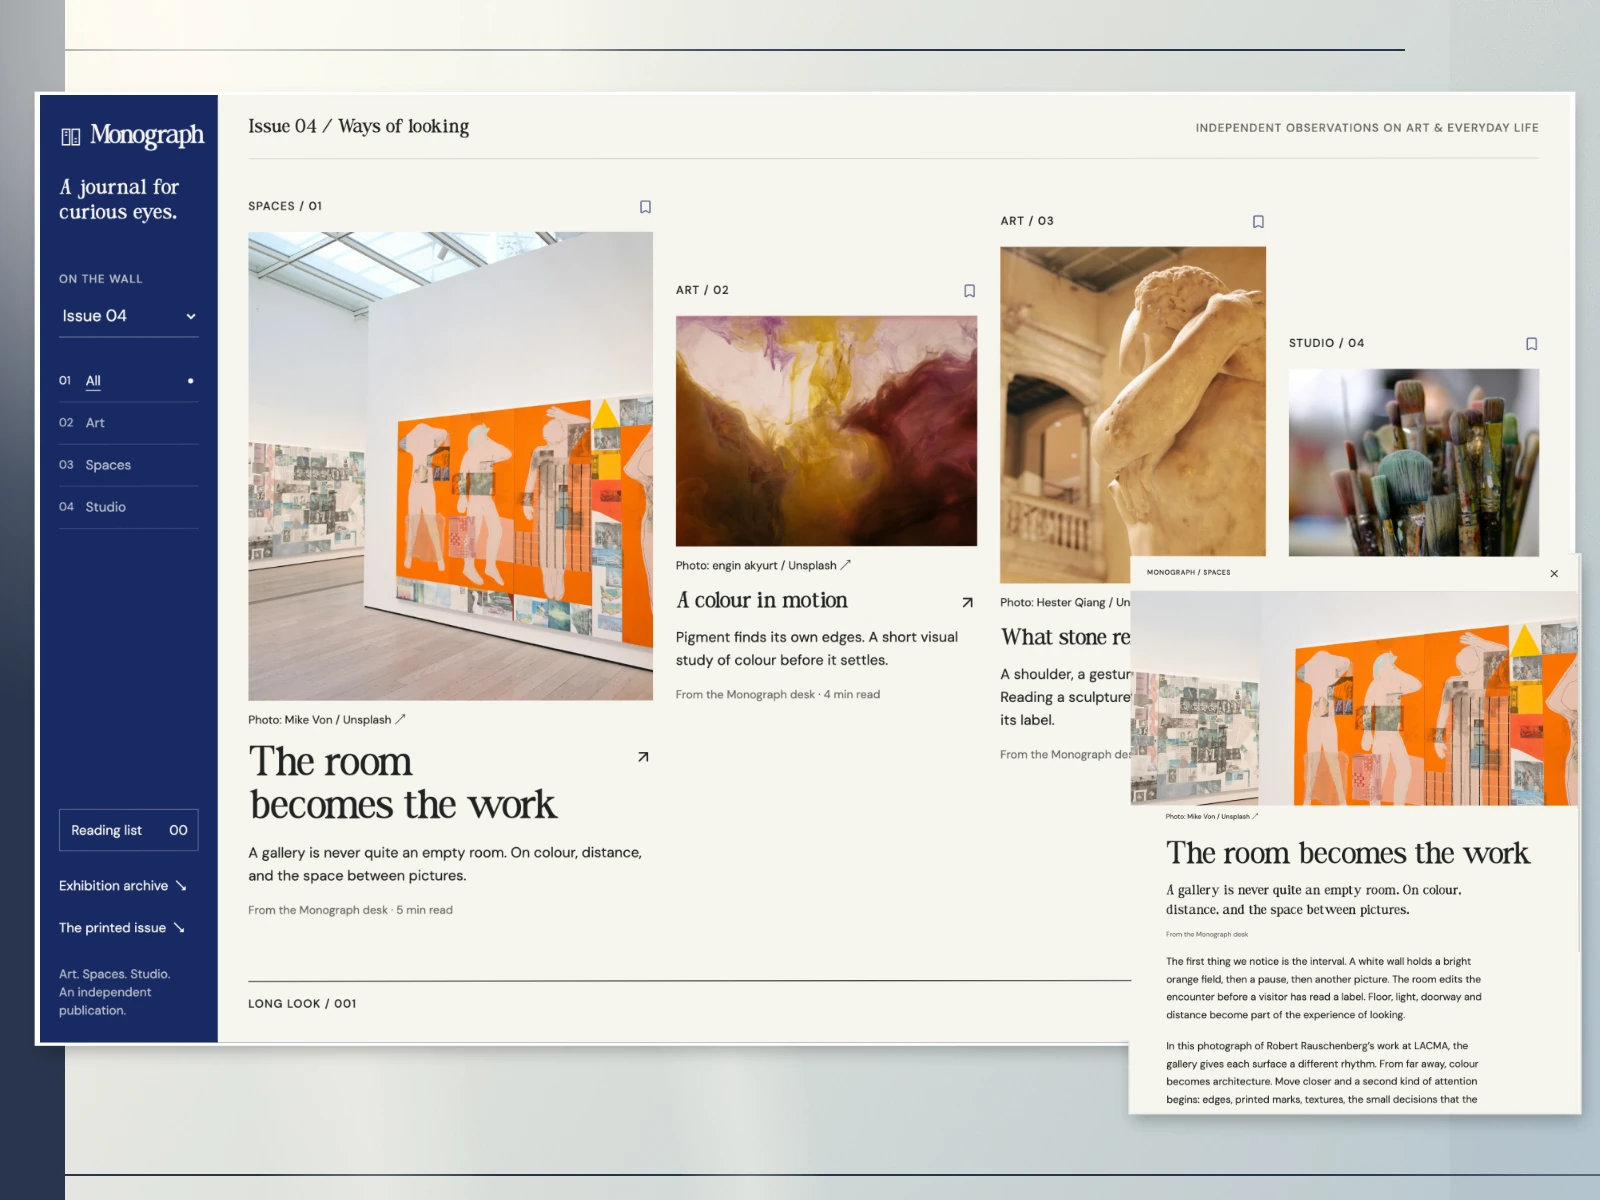 Monograph
A journal for
curious eyes.
ON THE WALL
Issue 04
01 All
02 Art
03 Spaces
04 Studio
Reading list 00
Exhibition archive ↘
The printed issue ↘
Art. Spaces. Studio.
An independent
publication.
Issue 04 / Ways of looking
INDEPENDENT OBSERVATIONS ON ART & EVERYDAY LIFE
SPACES / 01
Photo: Mike Von / Unsplash ↗
The room
becomes the work
A gallery is never quite an empty room. On colour, distance,
and the space between pictures.
From the Monograph desk · 5 min read
ART / 02
Photo: engin akyurt / Unsplash ↗
A colour in motion
Pigment finds its own edges. A short visual
study of colour before it settles.
From the Monograph desk · 4 min read
ART / 03
Photo: Hester Qiang / Un
What stone re
A shoulder, a gestur
Reading a sculpture
its label.
From the Monograph des
STUDIO / 04
LONG LOOK / 001
MONOGRAPH / SPACES
Photo: Mike Von / Unsplash ↗
The room becomes the work
A gallery is never quite an empty room. On colour,
distance, and the space between pictures.
From the Monograph desk
The first thing we notice is the interval. A white wall holds a bright
orange field, then a pause, then another picture. The room edits the
encounter before a visitor has read a label. Floor, light, doorway and
distance become part of the experience of looking.
In this photograph of Robert Rauschenberg's work at LACMA, the
gallery gives each surface a different rhythm. From far away, colour
becomes architecture. Move closer and a second kind of attention
begins: edges, printed marks, textures, the small decisions that the